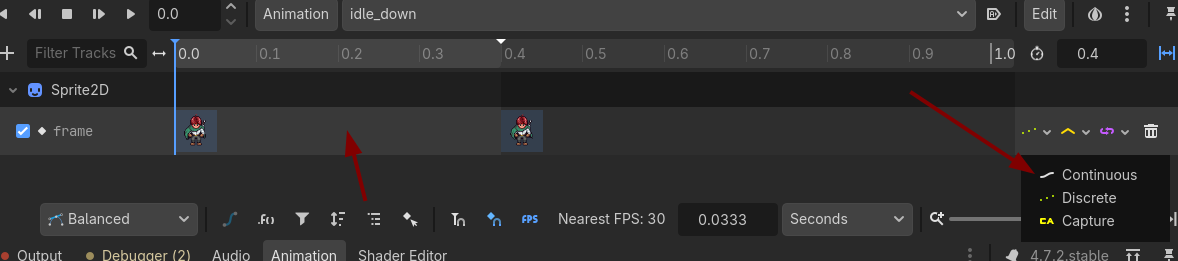 0.0 Animation idle_down Edit
Filter Tracks 0.0 0.1 0.2 0.3 0.4 0.5 0.6 0.7 0.8 0.9 1.0 0.4
Sprite2D
frame
Continuous
Discrete
CA Capture
Balanced .F() FPS Nearest FPS: 30 0.0333 Seconds
Output Debugger (2) Audio Animation Shader Editor 4.7.2.stable